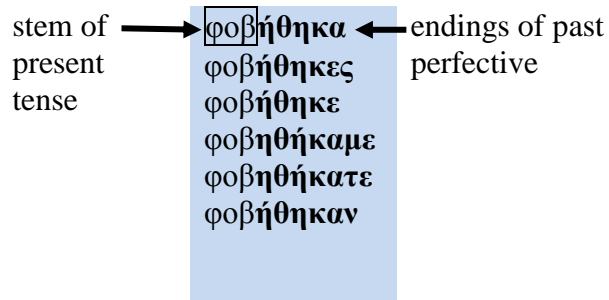 stem of
present
tense
φοβήθηκα
φοβήθηκες
φοβήθηκε
φοβηθήκαμε
φοβηθήκατε
φοβήθηκαν
endings of past
perfective